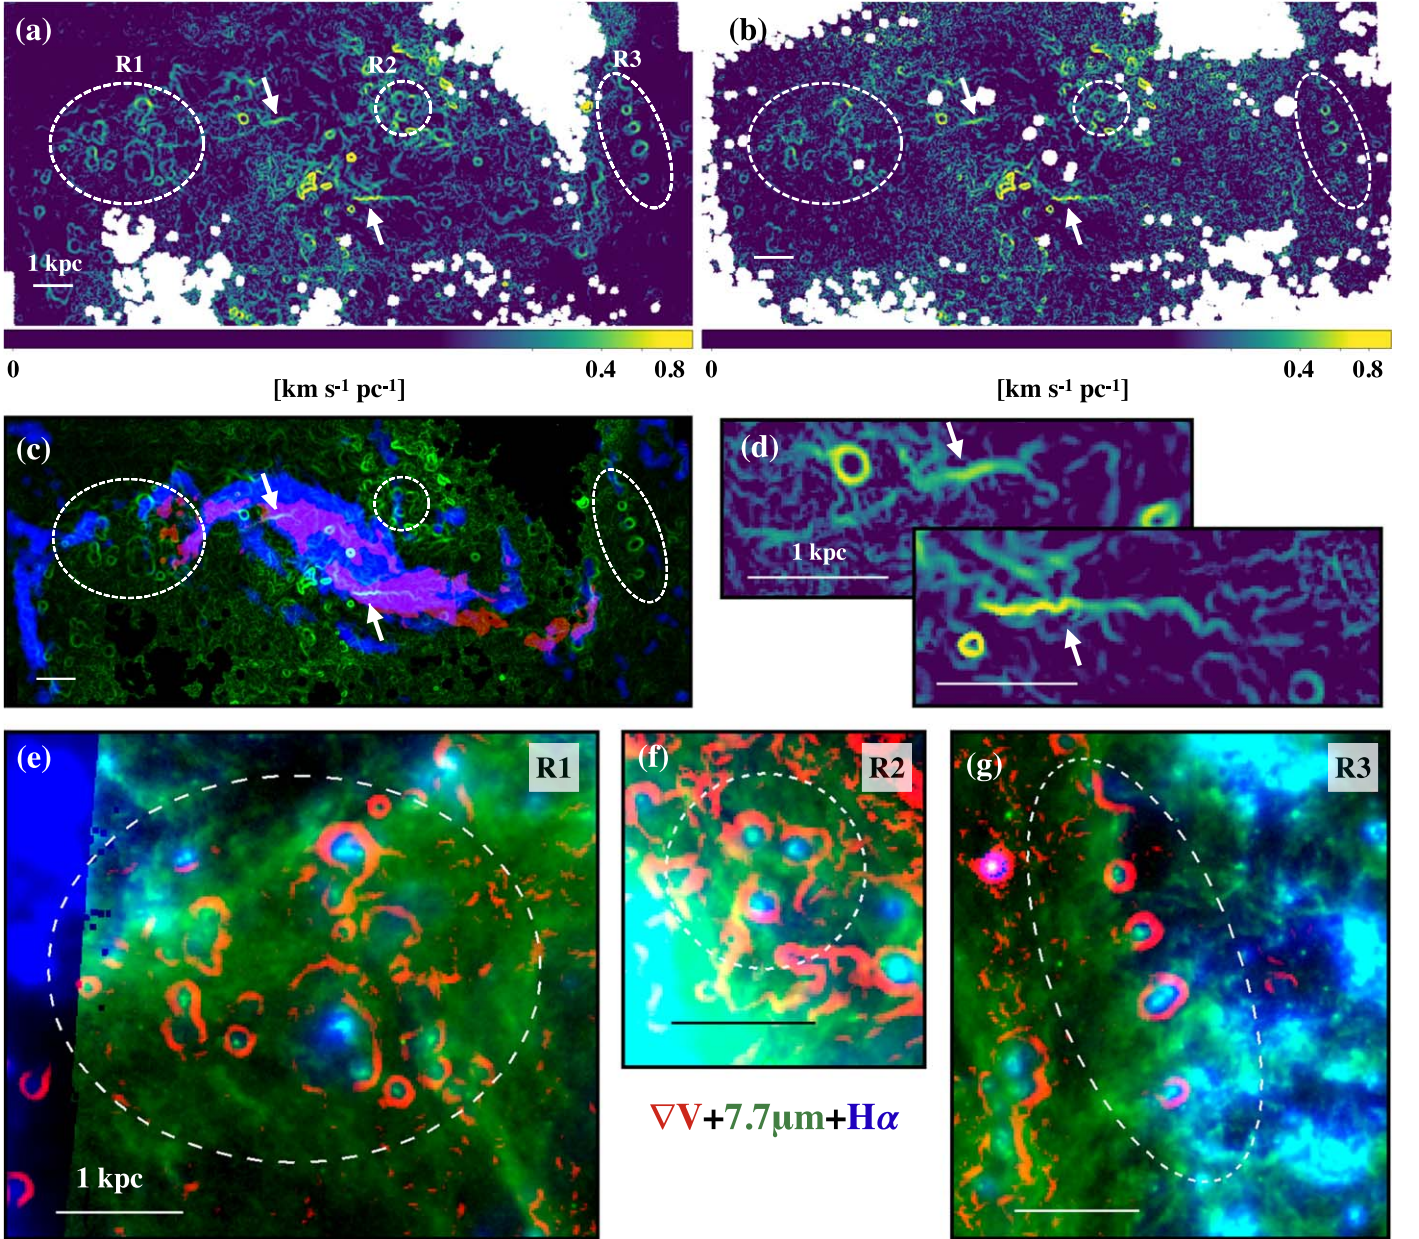 (a)
R1
R2
R3
1 kpc
(b)
0
0.4
0.8
[km s-1 pc-1]
0
0.4
0.8
[km s-1 pc-1]
(c)
(d)
1 kpc
(e)
R1
1 kpc
(f)
R2
∇V+7.7μm+Hα
(g)
R3